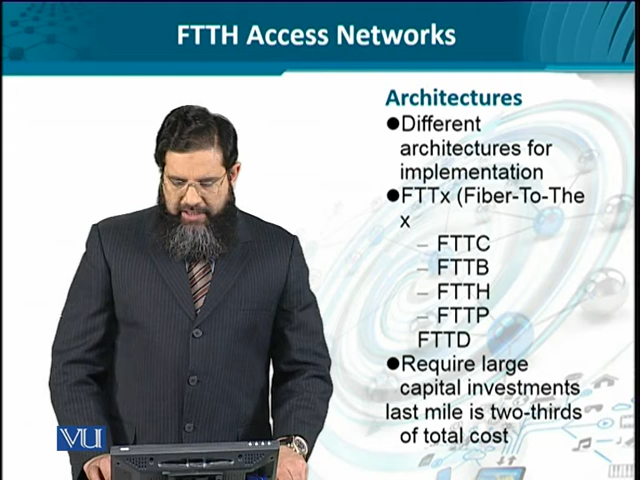 FTTH Access Networks
Architectures
●Different
architectures for
implementation
●FTTx (Fiber-To-The
x
– FTTC
– FTTB
– FTTH
– FTTP
FTTD
●Require large
capital investments
last mile is two-thirds
of total cost
VU